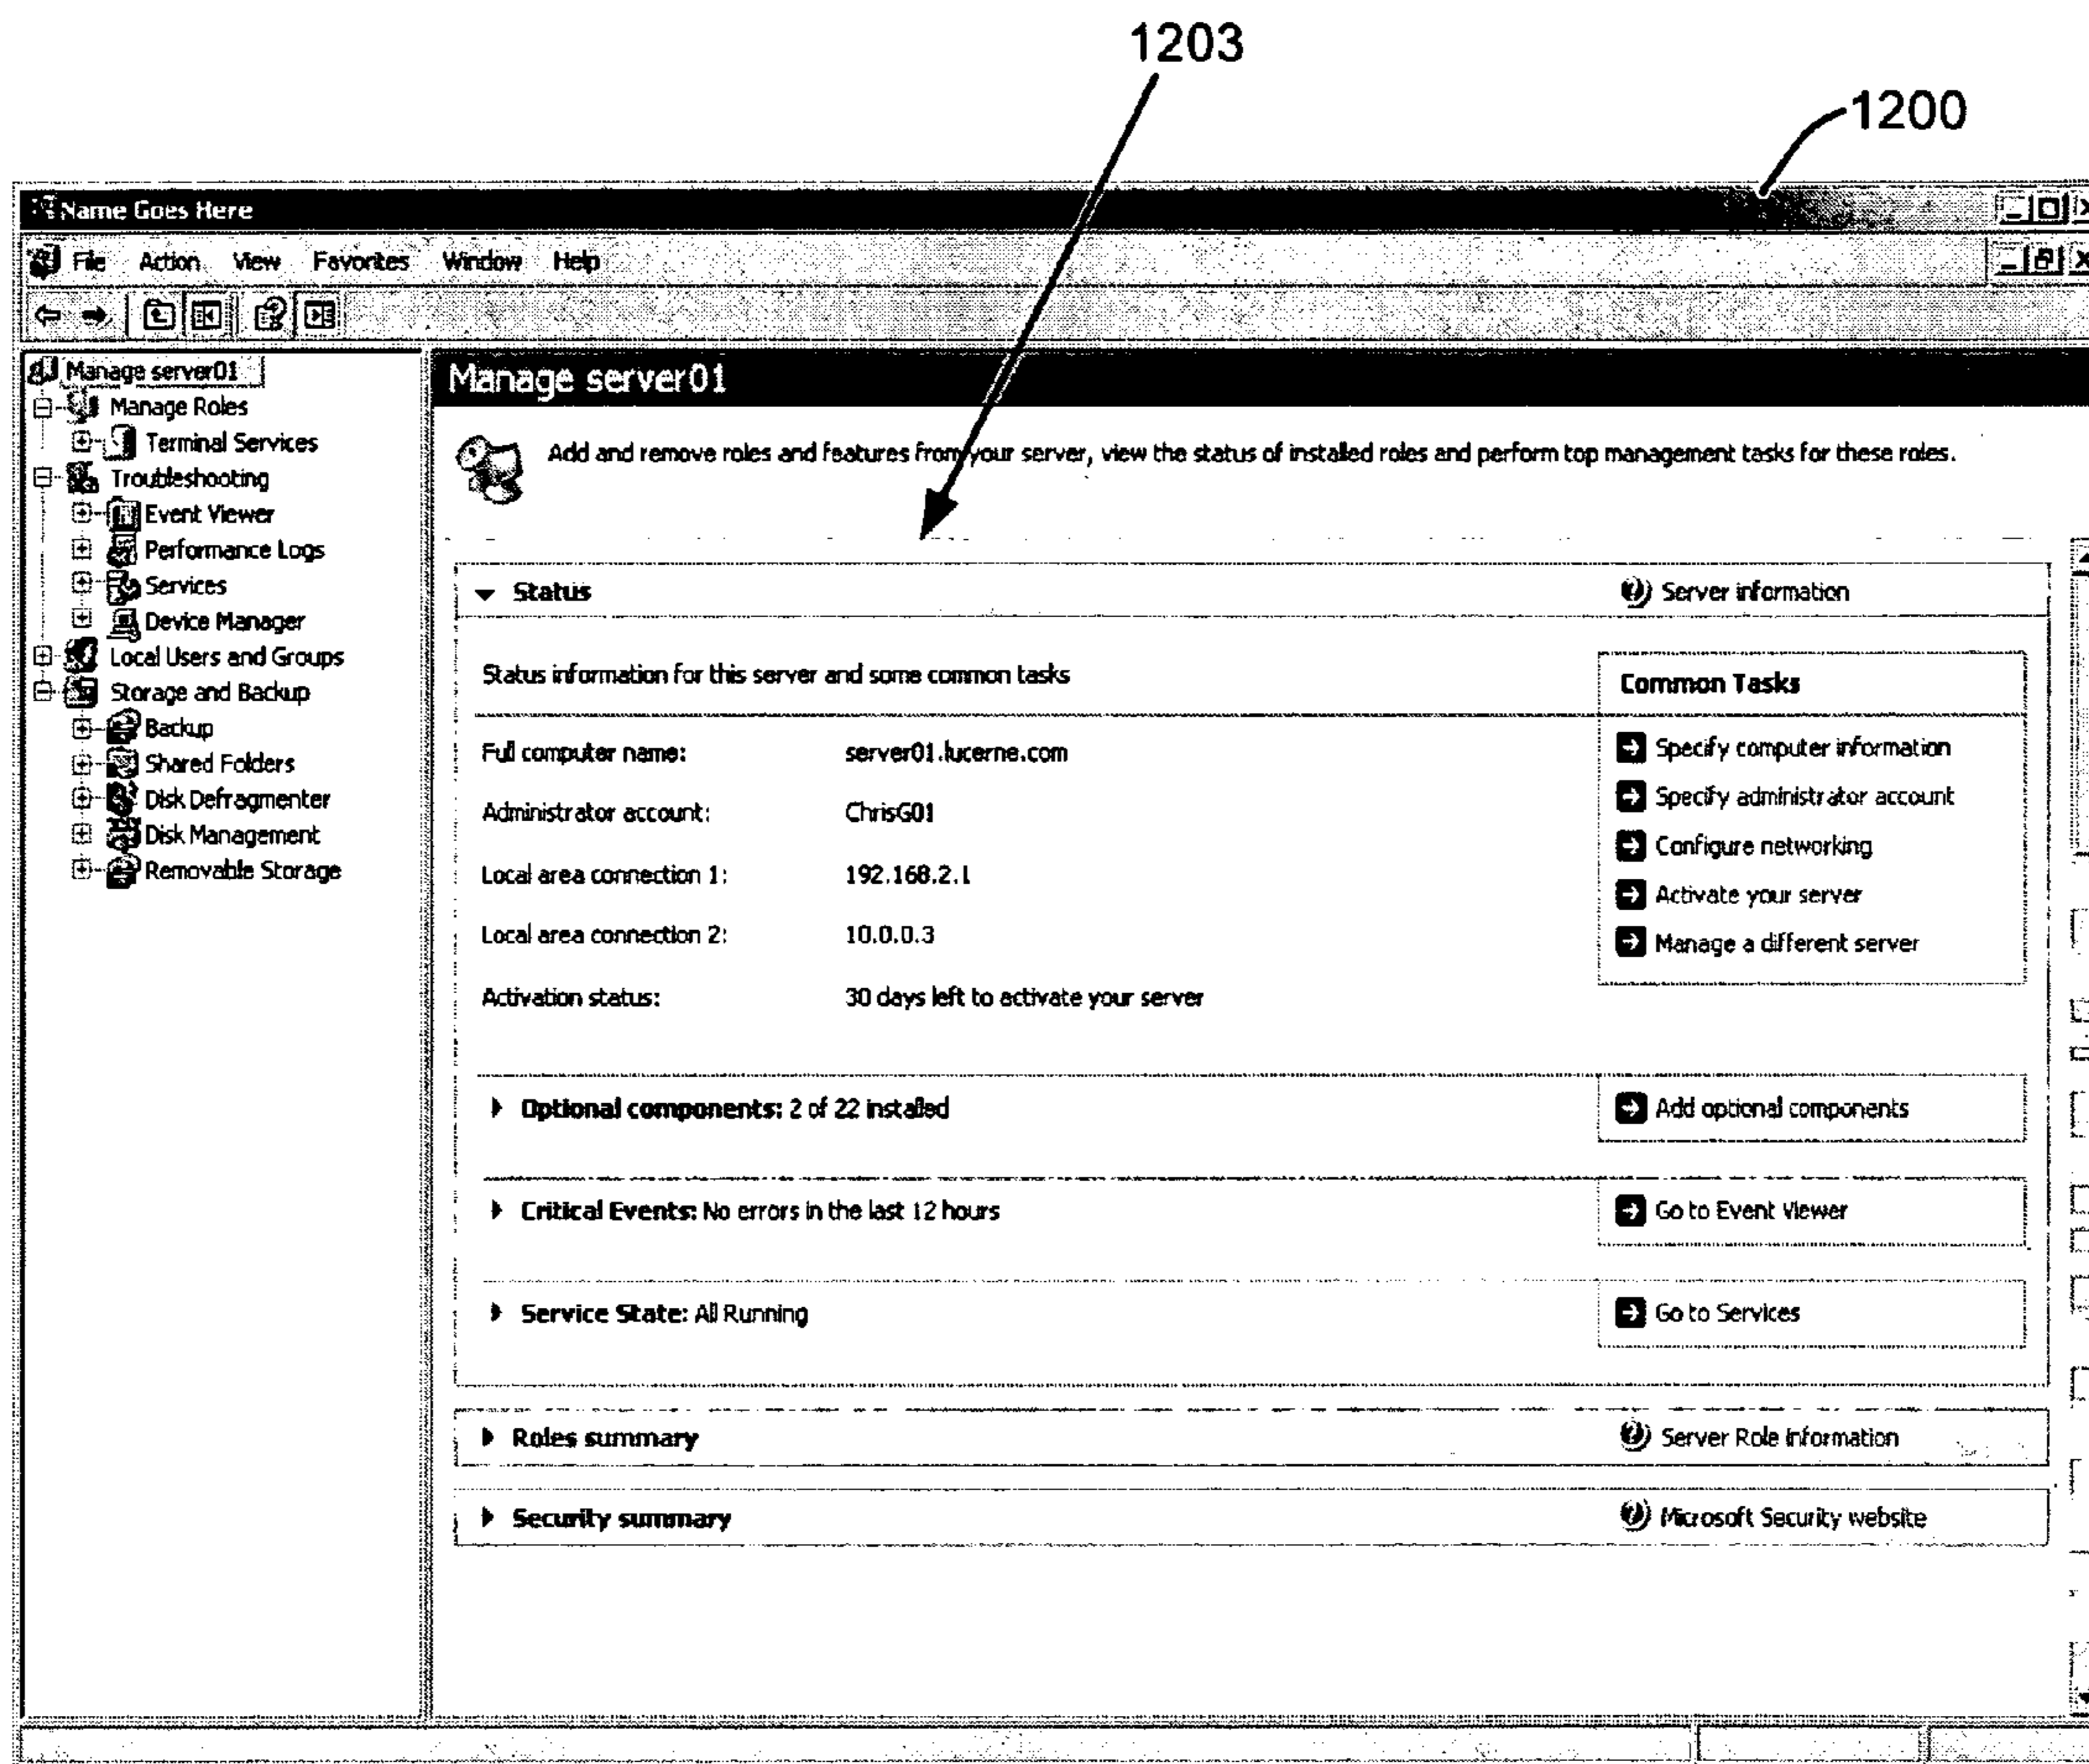 1203
1200
Name Goes Here
File Action View Favorites Window Help
Manage server01
Manage Roles
Terminal Services
Troubleshooting
Event Viewer
Performance Logs
Services
Device Manager
Local Users and Groups
Storage and Backup
Backup
Shared Folders
Disk Defragmenter
Disk Management
Removable Storage
Manage server01
Add and remove roles and features from your server, view the status of installed roles and perform top management tasks for these roles.
Status
Server information
Status information for this server and some common tasks
Common Tasks
Full computer name: server01.lucerne.com
Specify computer information
Administrator account: ChrisG01
Specify administrator account
Local area connection 1: 192.168.2.1
Configure networking
Local area connection 2: 10.0.0.3
Activate your server
Activation status: 30 days left to activate your server
Manage a different server
Optional components: 2 of 22 installed
Add optional components
Critical Events: No errors in the last 12 hours
Go to Event Viewer
Service State: All Running
Go to Services
Roles summary
Server Role information
Security summary
Microsoft Security website